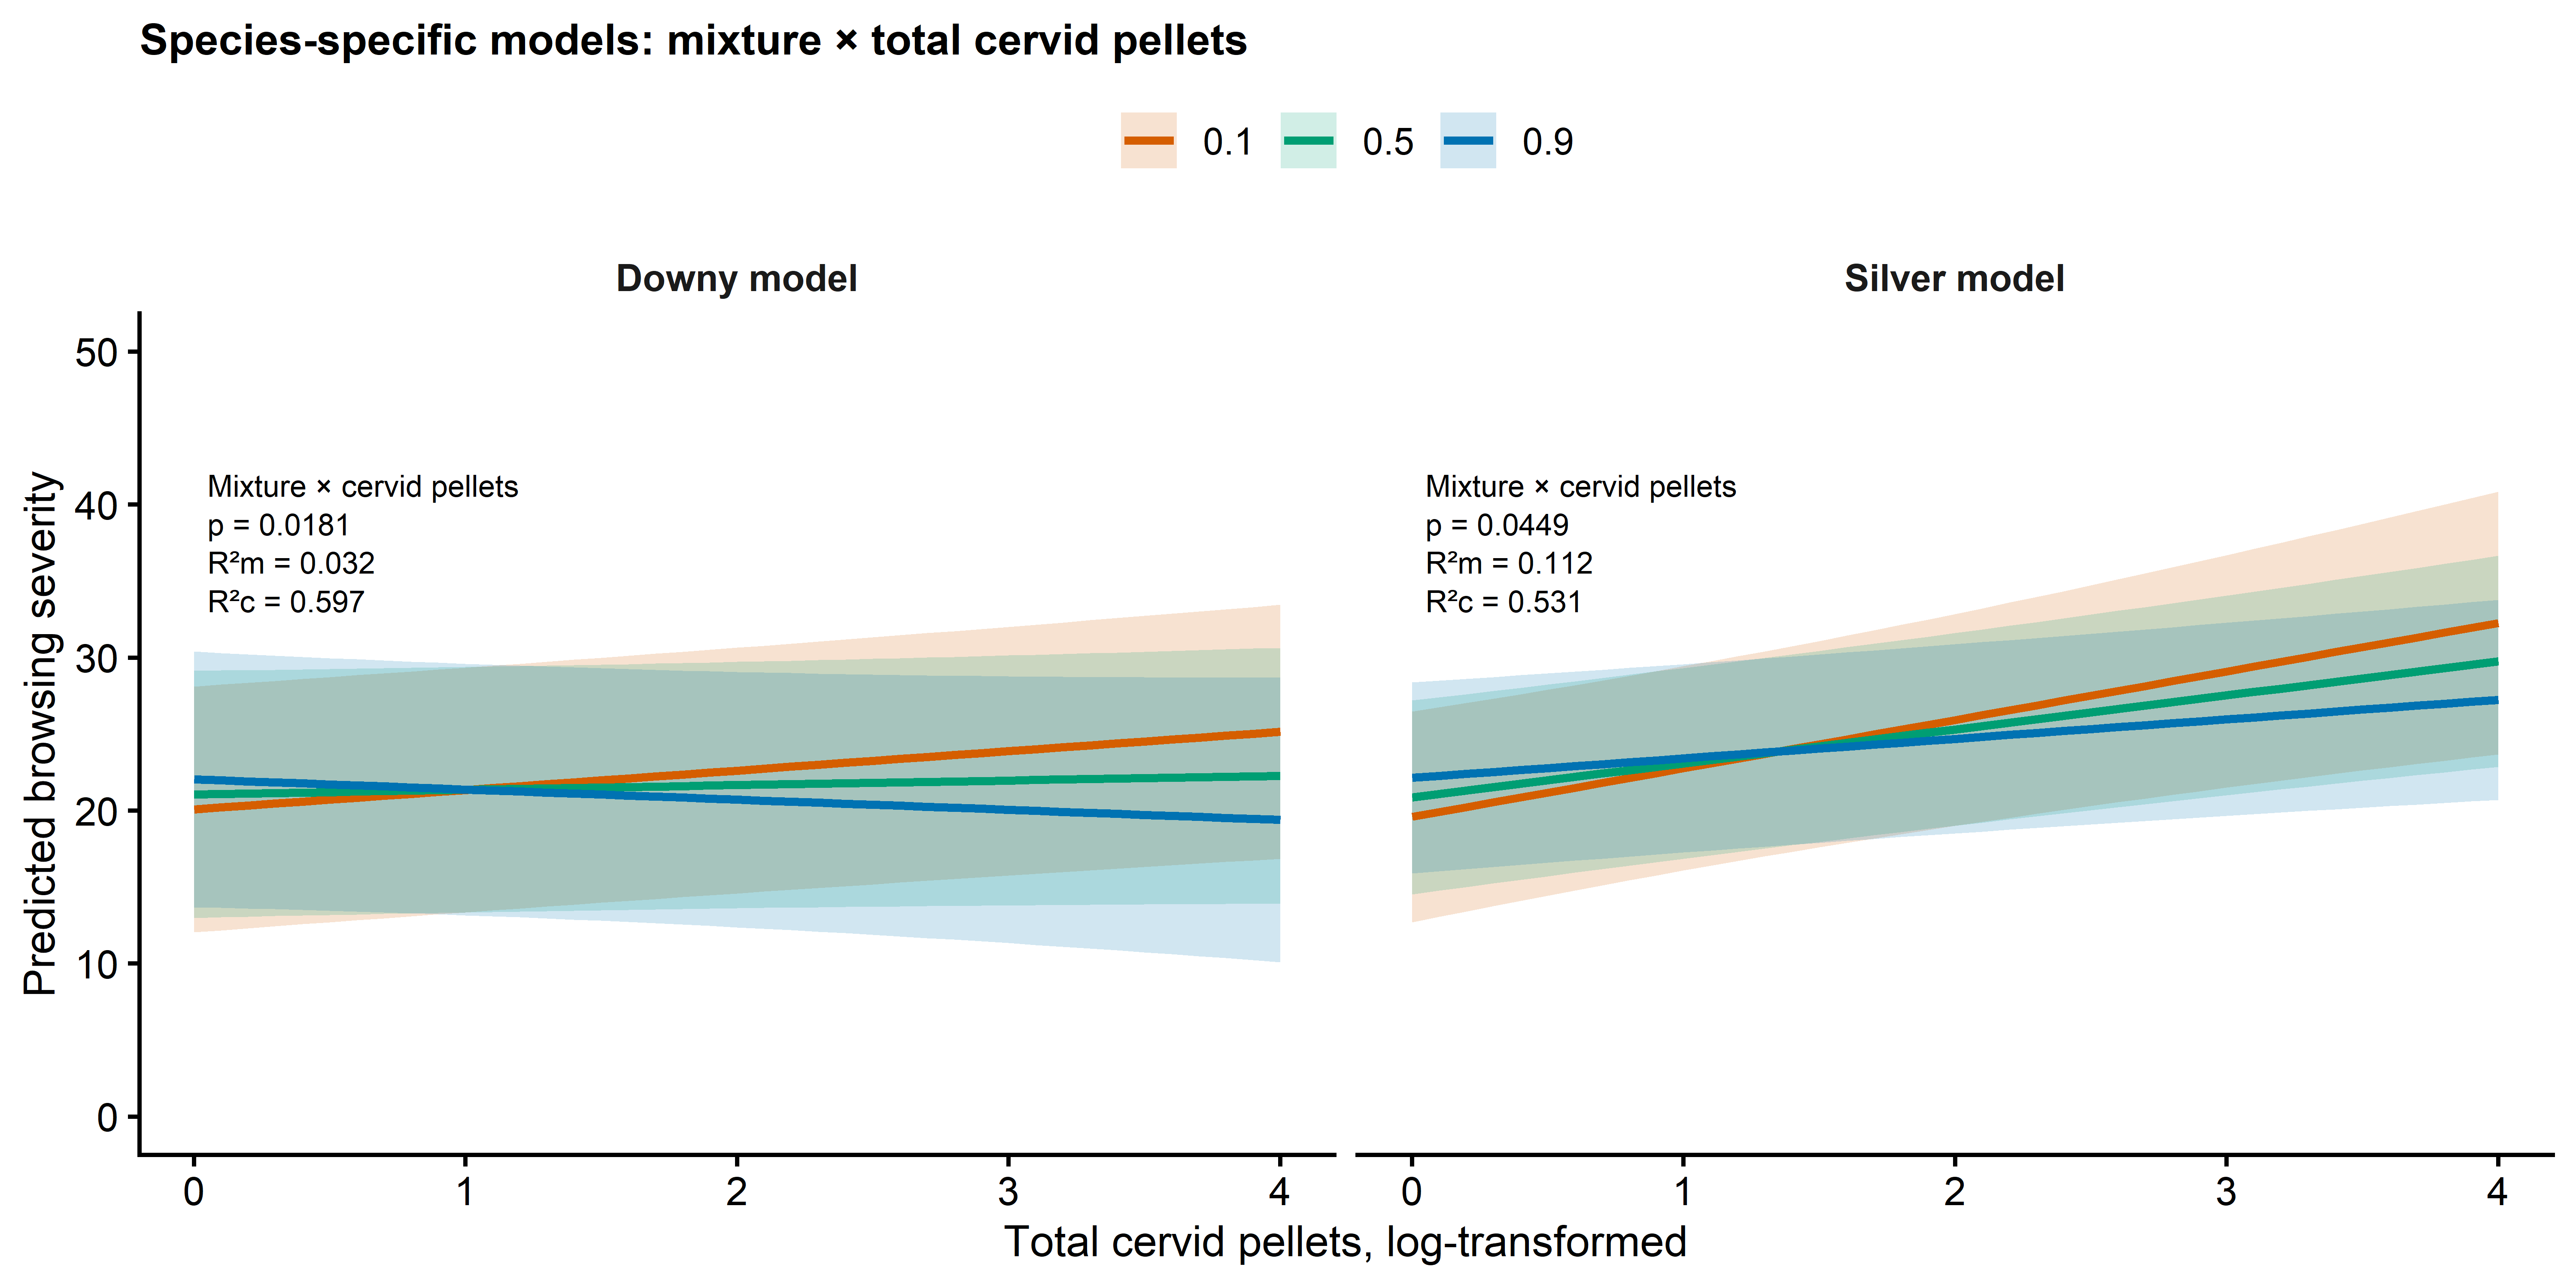 Species-specific models: mixture × total cervid pellets
0.1 0.5 0.9
Downy model
Silver model
Predicted browsing severity
50
40
30
20
10
0
Mixture × cervid pellets
p = 0.0181
R²m = 0.032
R²c = 0.597
Mixture × cervid pellets
p = 0.0449
R²m = 0.112
R²c = 0.531
0 1 2 3 4
0 1 2 3 4
Total cervid pellets, log-transformed